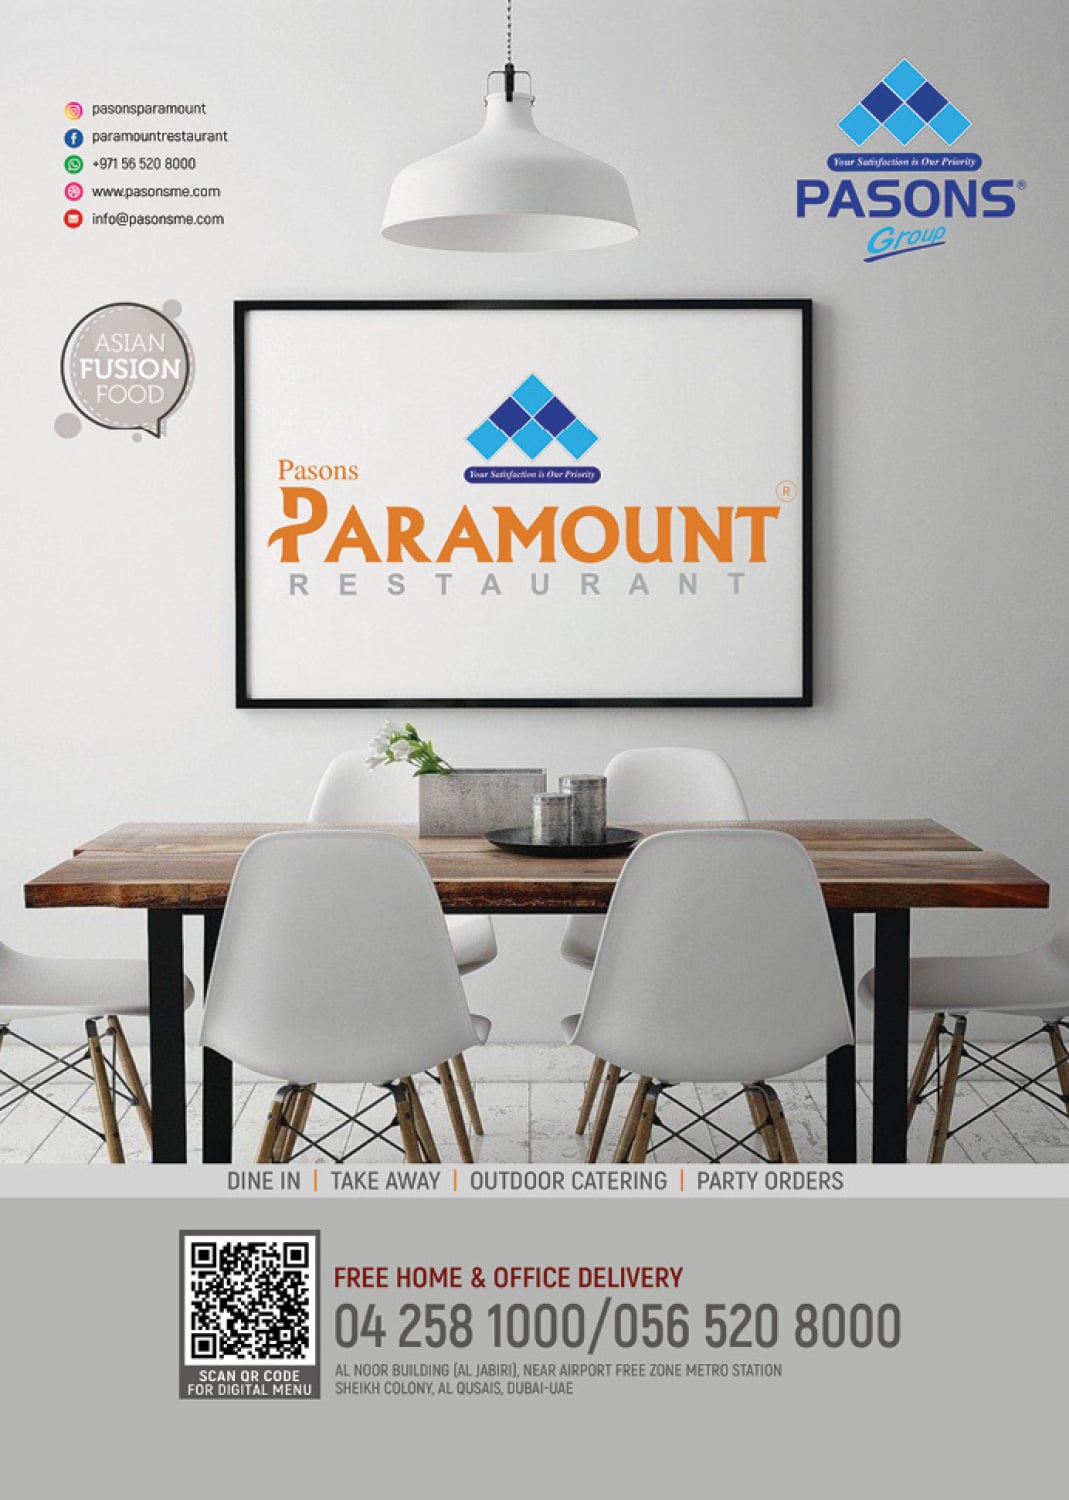 pasonsparamount
paramountrestaurant
+971 56 520 8000
www.pasonsme.com
info@pasonsme.com
Your Satisfaction is Our Priority
PASONS®
Group
ASIAN
FUSION
FOOD
Your Satisfaction is Our Priority
Pasons
PARAMOUNT ®
RESTAURANT
DINE IN | TAKE AWAY | OUTDOOR CATERING | PARTY ORDERS
SCAN QR CODE
FOR DIGITAL MENU
FREE HOME & OFFICE DELIVERY
04 258 1000/056 520 8000
AL NOOR BUILDING (AL JABIRI), NEAR AIRPORT FREE ZONE METRO STATION
SHEIKH COLONY, AL QUSAIS, DUBAI-UAE